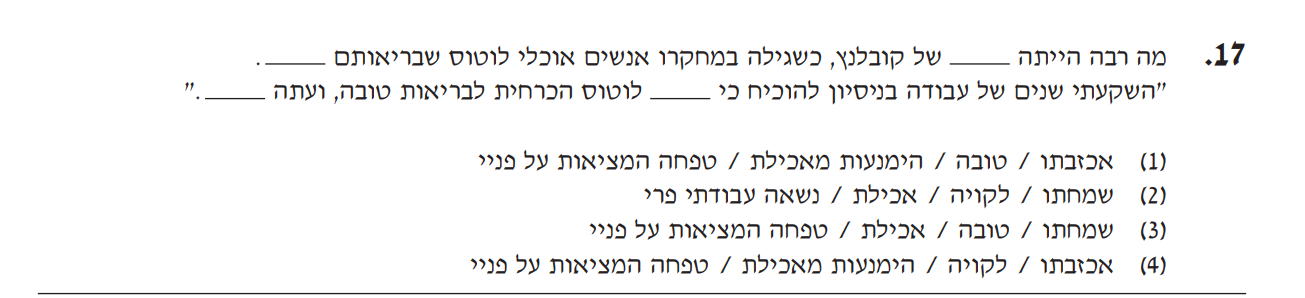 17. מה רבה הייתה _____ של קובלנץ, כשגילה במחקרו אנשים אוכלי לוטוס שבריאותם _____.
"השקעתי שנים של עבודה בניסיון להוכיח כי _____ לוטוס הכרחית לבריאות טובה, ועתה _____."
(1) אכזבתו / טובה / הימנעות מאכילת / טפחה המציאות על פניי
(2) שמחתו / לקויה / אכילת / נשאה עבודתי פרי
(3) שמחתו / טובה / אכילת / טפחה המציאות על פניי
(4) אכזבתו / לקויה / הימנעות מאכילת / טפחה המציאות על פניי